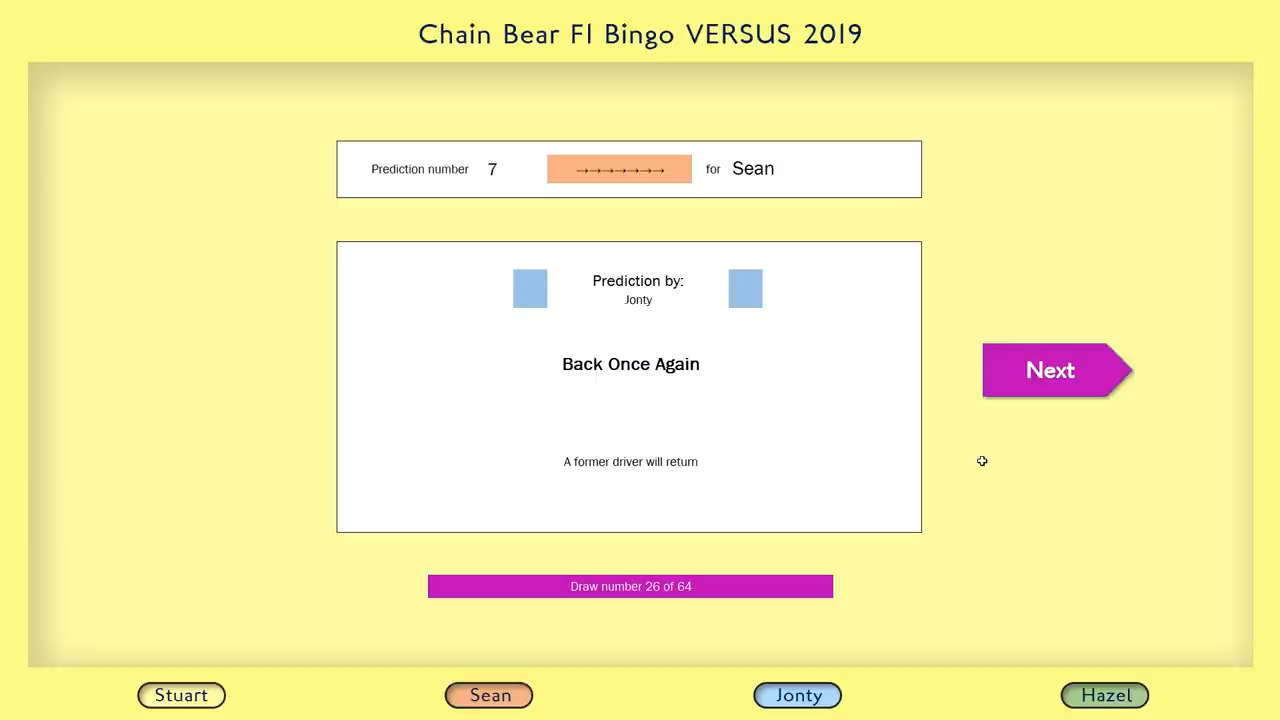 Chain Bear F1 Bingo VERSUS 2019
Prediction number 7 →→→→→→→ for Sean
Prediction by:
Jonty
Back Once Again
Next
A former driver will return
Draw number 26 of 64
Stuart Sean Jonty Hazel